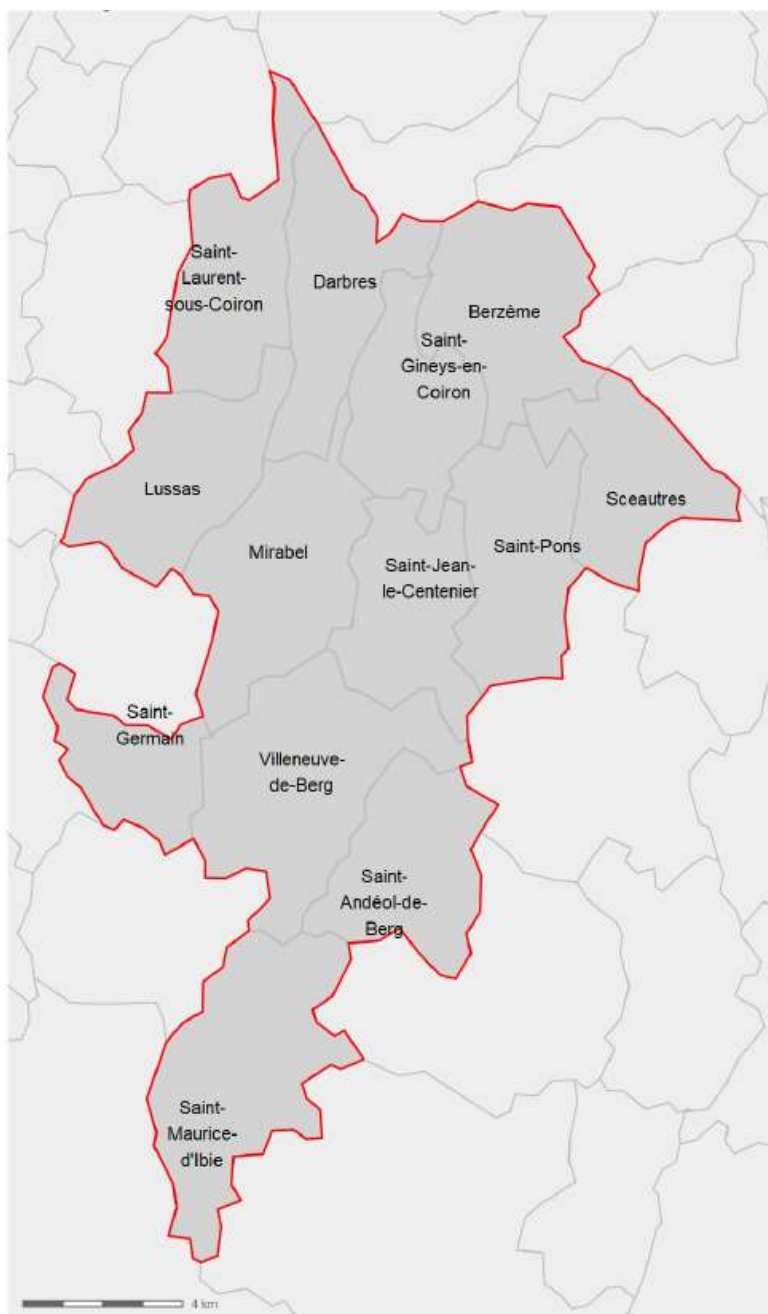 Saint-
Laurent-
sous-Coiron
Darbres
Berzème
Saint-
Gineys-en-
Coiron
Lussas
Sceautres
Mirabel
Saint-Pons
Saint-Jean-
le-Centenier
Saint-
Germain
Villeneuve-
de-Berg
Saint-
Andéol-de-
Berg
Saint-
Maurice-
d'Ibie
4 km